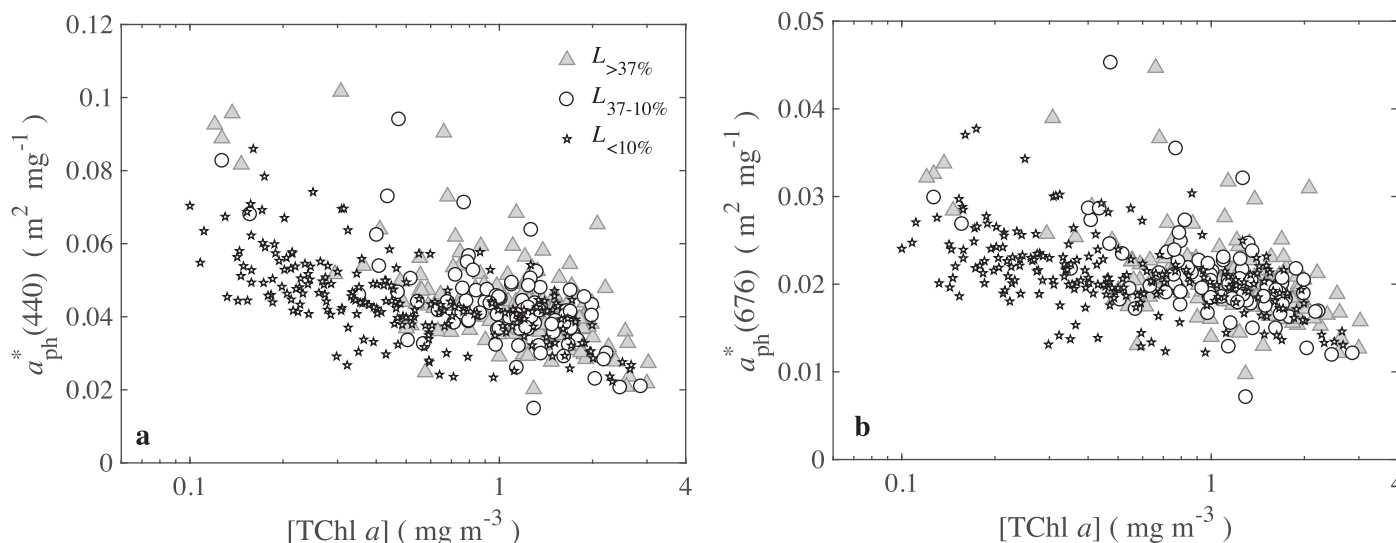 0.12
0.1
0.08
0.06
0.04
0.02
0
a*ph(440) ( m² mg⁻¹ )
L>37%
L37-10%
L<10%
a
0.1
1
4
[TChl a] ( mg m⁻³ )
0.05
0.04
0.03
0.02
0.01
0
a*ph(676) ( m² mg⁻¹ )
b
0.1
1
4
[TChl a] ( mg m⁻³ )